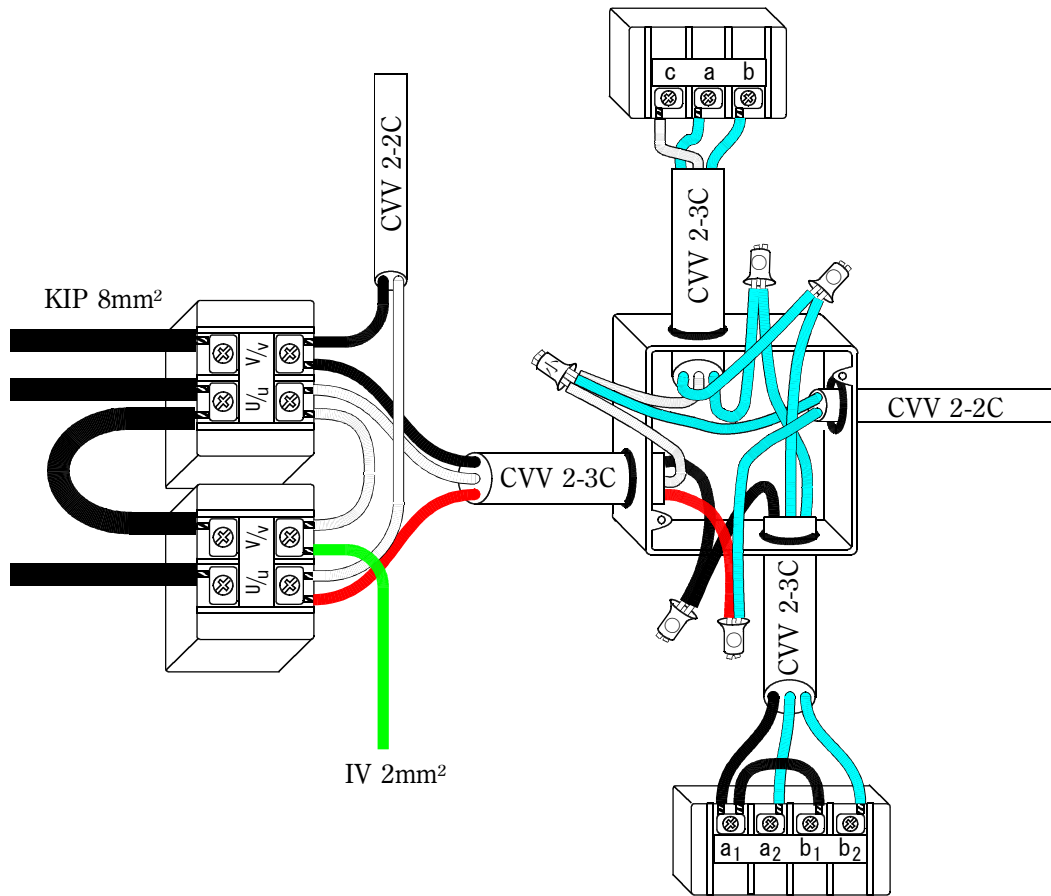 c a b
CVV 2-2C
CVV 2-3C
KIP 8mm²
V/v
U/u
CVV 2-2C
CVV 2-3C
V/v
U/u
CVV 2-3C
IV 2mm²
a₁ a₂ b₁ b₂